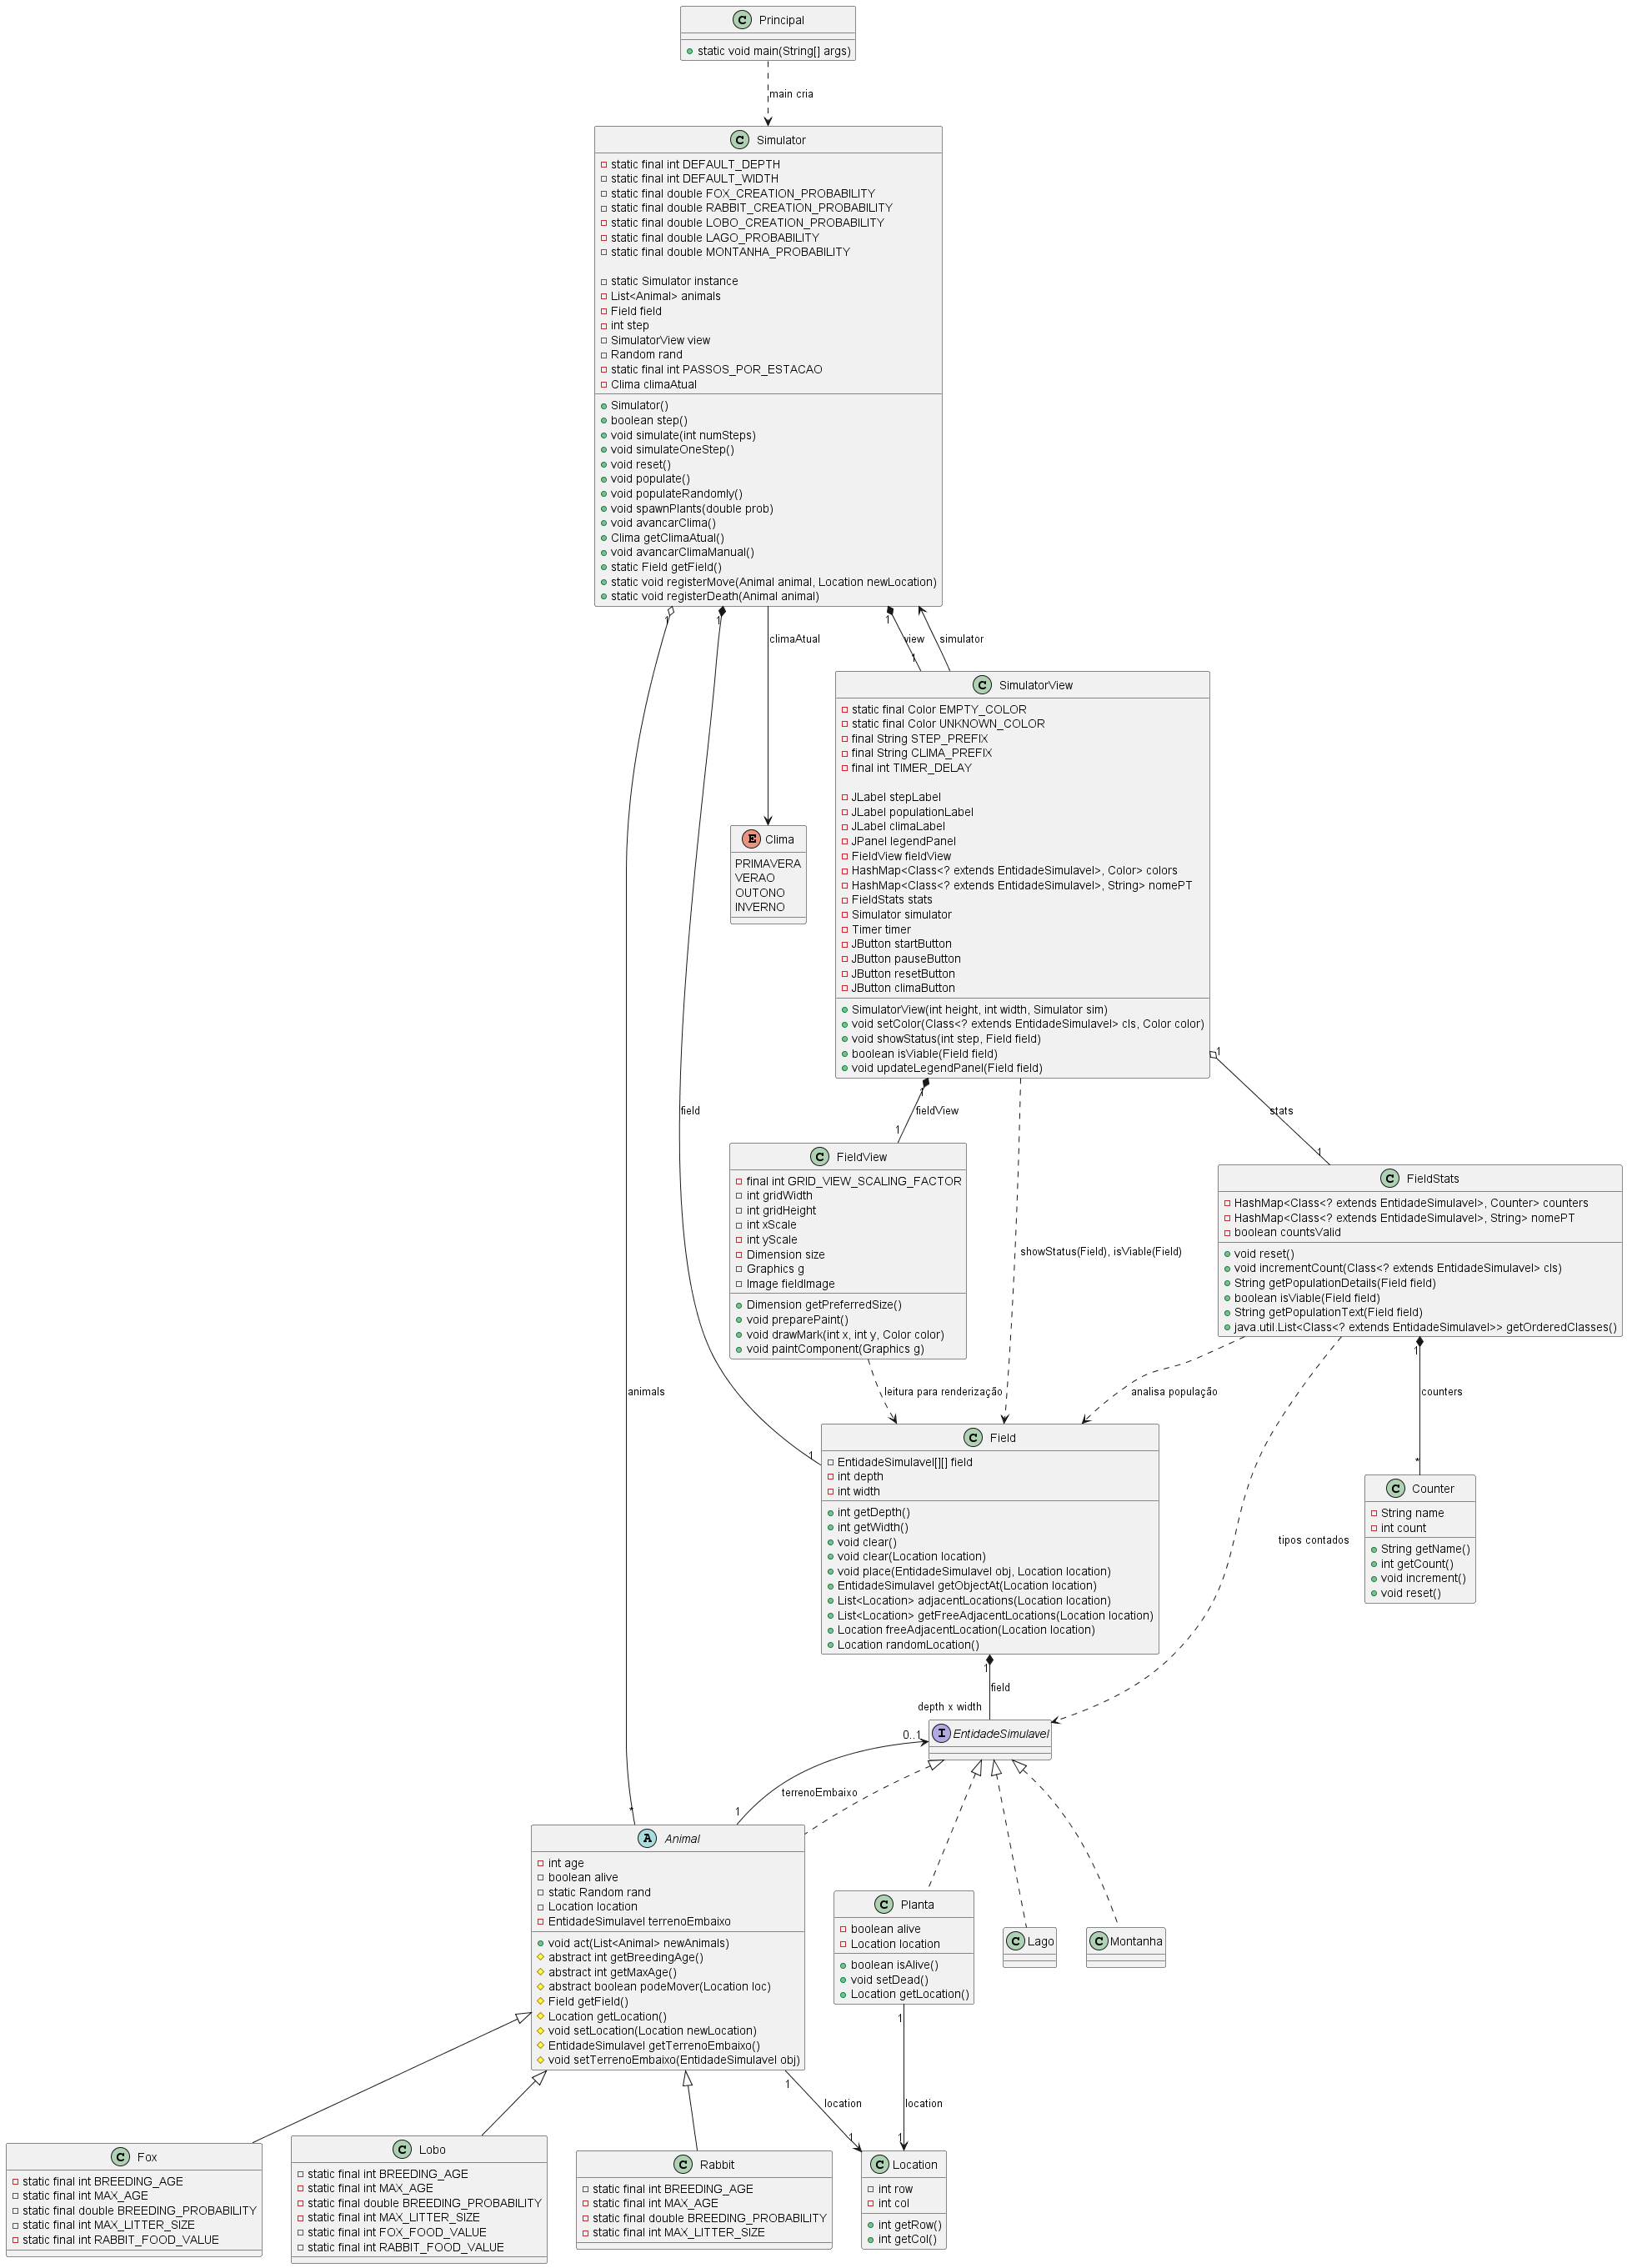 C Principal
static void main(String[] args)
main cria
C Simulator
static final int DEFAULT_DEPTH
static final int DEFAULT_WIDTH
static final double FOX_CREATION_PROBABILITY
static final double RABBIT_CREATION_PROBABILITY
static final double LOBO_CREATION_PROBABILITY
static final double LAGO_PROBABILITY
static final double MONTANHA_PROBABILITY
static Simulator instance
List<Animal> animals
Field field
int step
SimulatorView view
Random rand
static final int PASSOS_POR_ESTACAO
Clima climaAtual
Simulator()
boolean step()
void simulate(int numSteps)
void simulateOneStep()
void reset()
void populate()
void populateRandomly()
void spawnPlants(double prob)
void avancarClima()
Clima getClimaAtual()
void avancarClimaManual()
static Field getField()
static void registerMove(Animal animal, Location newLocation)
static void registerDeath(Animal animal)
1 1 1
climaAtual view simulator
1
C SimulatorView
static final Color EMPTY_COLOR
static final Color UNKNOWN_COLOR
final String STEP_PREFIX
final String CLIMA_PREFIX
final int TIMER_DELAY
JLabel stepLabel
JLabel populationLabel
JLabel climaLabel
JPanel legendPanel
FieldView fieldView
HashMap<Class<? extends EntidadeSimulavel>, Color> colors
HashMap<Class<? extends EntidadeSimulavel>, String> nomePT
FieldStats stats
Simulator simulator
Timer timer
JButton startButton
JButton pauseButton
JButton resetButton
JButton climaButton
SimulatorView(int height, int width, Simulator sim)
void setColor(Class<? extends EntidadeSimulavel> cls, Color color)
void showStatus(int step, Field field)
boolean isViable(Field field)
void updateLegendPanel(Field field)
E Clima
PRIMAVERA
VERAO
OUTONO
INVERNO
1
1
field fieldView stats
1 1
C FieldView
final int GRID_VIEW_SCALING_FACTOR
int gridWidth
int gridHeight
int xScale
int yScale
Dimension size
Graphics g
Image fieldImage
Dimension getPreferredSize()
void preparePaint()
void drawMark(int x, int y, Color color)
void paintComponent(Graphics g)
showStatus(Field), isViable(Field)
C FieldStats
HashMap<Class<? extends EntidadeSimulavel>, Counter> counters
HashMap<Class<? extends EntidadeSimulavel>, String> nomePT
boolean countsValid
void reset()
void incrementCount(Class<? extends EntidadeSimulavel> cls)
String getPopulationDetails(Field field)
boolean isViable(Field field)
String getPopulationText(Field field)
java.util.List<Class<? extends EntidadeSimulavel>> getOrderedClasses()
1
animals leitura para renderização analisa população counters
1 *
C Field
EntidadeSimulavel[][] field
int depth
int width
int getDepth()
int getWidth()
void clear()
void clear(Location location)
void place(EntidadeSimulavel obj, Location location)
EntidadeSimulavel getObjectAt(Location location)
List<Location> adjacentLocations(Location location)
List<Location> getFreeAdjacentLocations(Location location)
Location freeAdjacentLocation(Location location)
Location randomLocation()
tipos contados
C Counter
String name
int count
String getName()
int getCount()
void increment()
void reset()
1
field
depth x width
0..1
I EntidadeSimulavel
terrenoEmbaixo
* 1
A Animal
int age
boolean alive
static Random rand
Location location
EntidadeSimulavel terrenoEmbaixo
void act(List<Animal> newAnimals)
abstract int getBreedingAge()
abstract int getMaxAge()
abstract boolean podeMover(Location loc)
Field getField()
Location getLocation()
void setLocation(Location newLocation)
EntidadeSimulavel getTerrenoEmbaixo()
void setTerrenoEmbaixo(EntidadeSimulavel obj)
C Planta
boolean alive
Location location
boolean isAlive()
void setDead()
Location getLocation()
C Lago
C Montanha
1 1
location location
1 1
C Fox
static final int BREEDING_AGE
static final int MAX_AGE
static final double BREEDING_PROBABILITY
static final int MAX_LITTER_SIZE
static final int RABBIT_FOOD_VALUE
C Lobo
static final int BREEDING_AGE
static final int MAX_AGE
static final double BREEDING_PROBABILITY
static final int MAX_LITTER_SIZE
static final int FOX_FOOD_VALUE
static final int RABBIT_FOOD_VALUE
C Rabbit
static final int BREEDING_AGE
static final int MAX_AGE
static final double BREEDING_PROBABILITY
static final int MAX_LITTER_SIZE
C Location
int row
int col
int getRow()
int getCol()